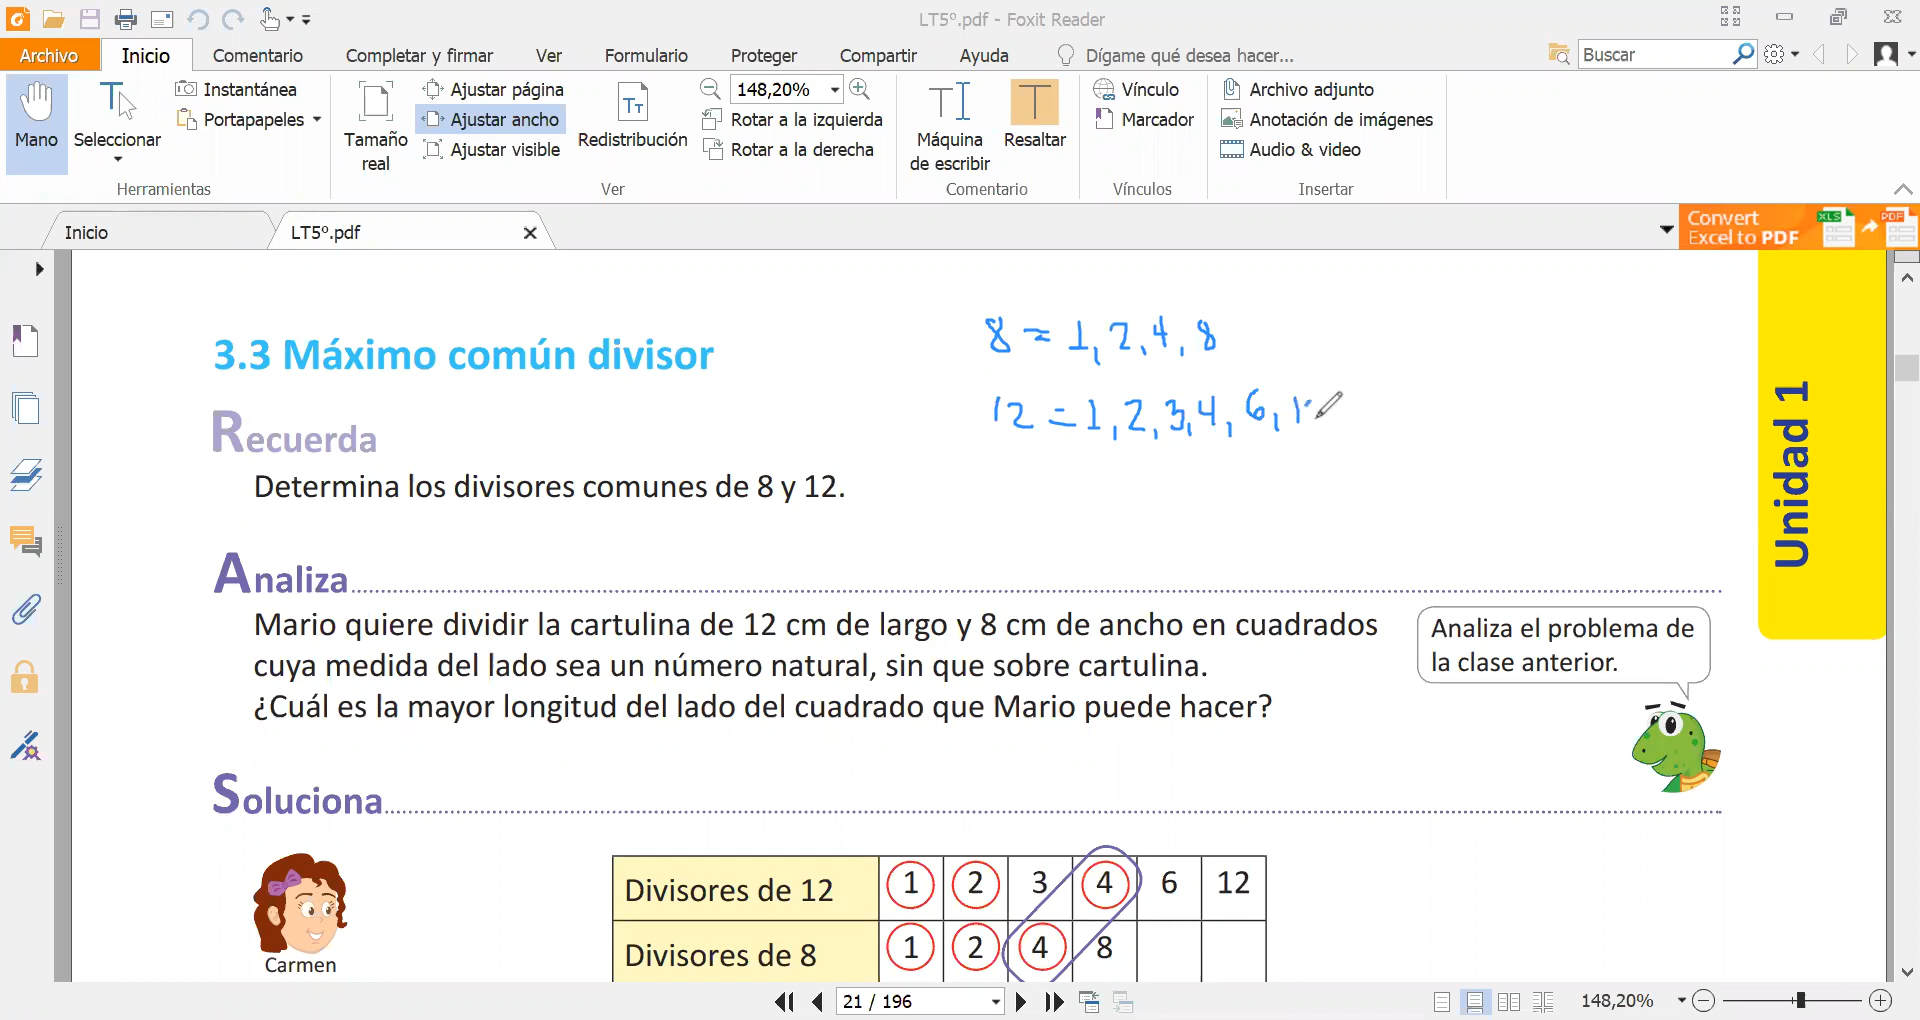 LT5º.pdf - Foxit Reader
Archivo Inicio Comentario Completar y firmar Ver Formulario Proteger Compartir Ayuda Dígame qué desea hacer... Buscar
Mano
Seleccionar
Instantánea
Portapapeles
Herramientas
Tamaño
real
Ajustar página
Ajustar ancho
Ajustar visible
Redistribución
148,20%
Rotar a la izquierda
Rotar a la derecha
Ver
Máquina
de escribir
Resaltar
Comentario
Vínculo
Marcador
Vínculos
Archivo adjunto
Anotación de imágenes
Audio & video
Insertar
Inicio LT5º.pdf
Convert
Excel to PDF
XLS PDF
8 = 1, 2, 4, 8
3.3 Máximo común divisor
12 = 1, 2, 3, 4, 6, 1
Recuerda
Determina los divisores comunes de 8 y 12.
Unidad 1
Analiza
Mario quiere dividir la cartulina de 12 cm de largo y 8 cm de ancho en cuadrados
cuya medida del lado sea un número natural, sin que sobre cartulina.
¿Cuál es la mayor longitud del lado del cuadrado que Mario puede hacer?
Analiza el problema de
la clase anterior.
Soluciona
Carmen
Divisores de 12 1 2 3 4 6 12
Divisores de 8 1 2 4 8
21 / 196
148,20%